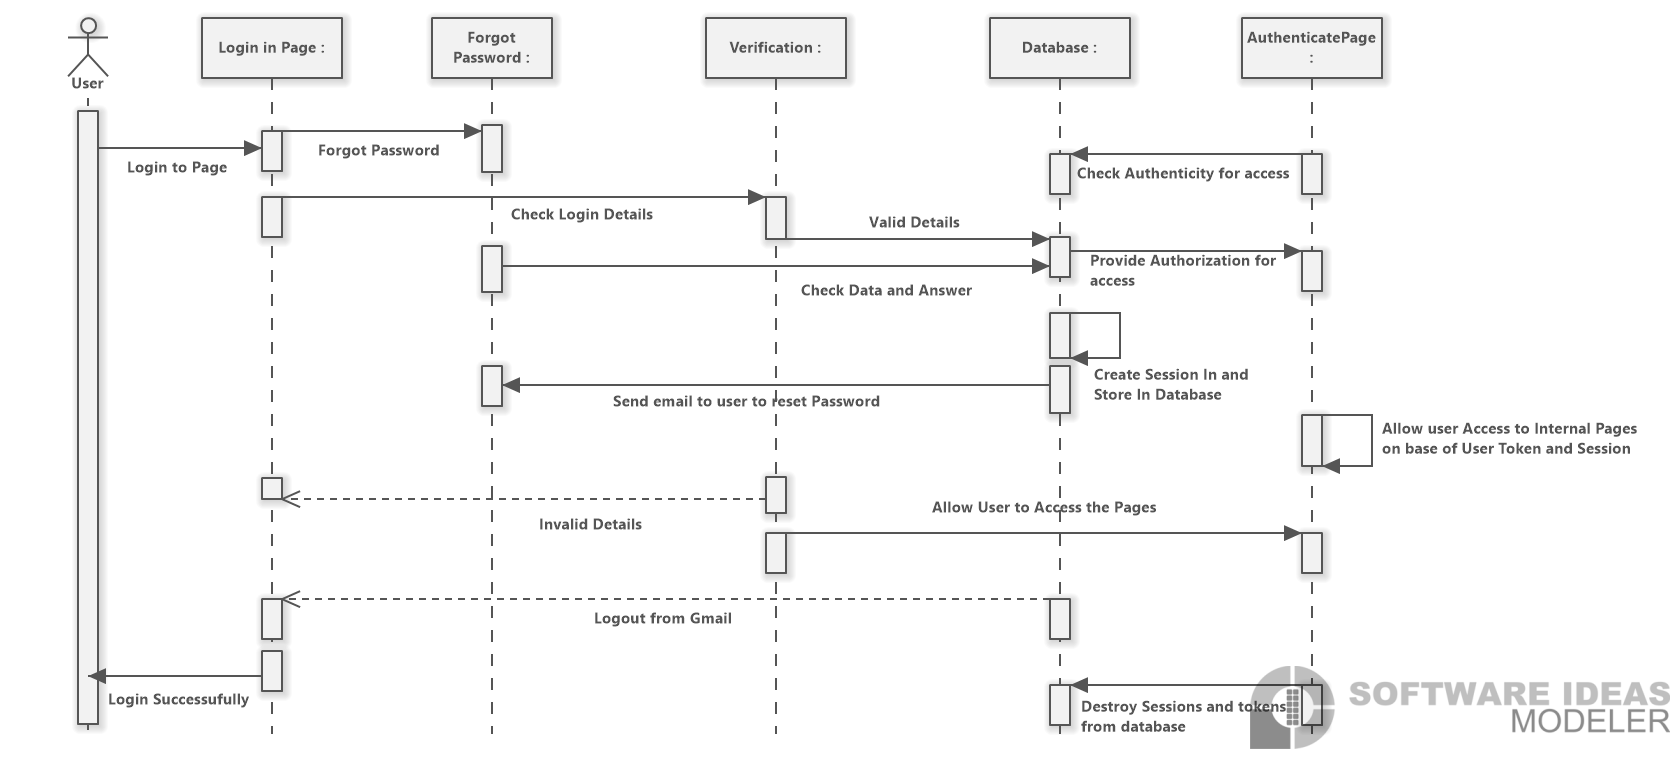 User
Login in Page :
Forgot
Password :
Verification :
Database :
AuthenticatePage
:
Forgot Password
Login to Page
Check Authenticity for access
Check Login Details
Valid Details
Provide Authorization for
access
Check Data and Answer
Create Session In and
Store In Database
Send email to user to reset Password
Allow user Access to Internal Pages
on base of User Token and Session
Invalid Details
Allow User to Access the Pages
Logout from Gmail
Login Successufully
Destroy Sessions and tokens
from database
SOFTWARE IDEAS
MODELER